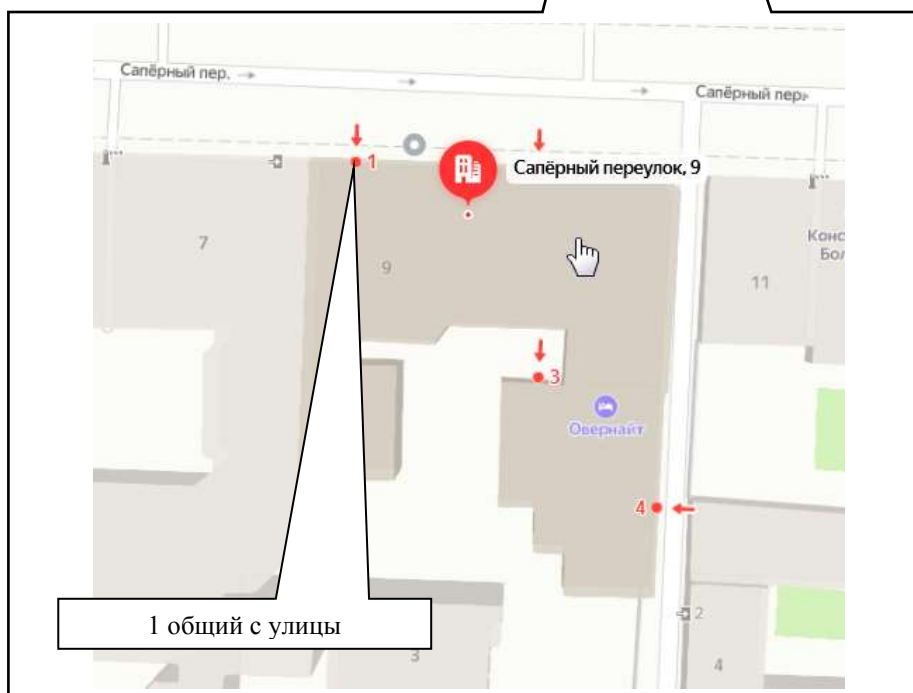 Сапёрный пер.
Сапёрный пер.
1
Сапёрный переулок, 9
7
9
Конс
Бол
11
3
Овернайт
4
1 общий с улицы
2
3
4